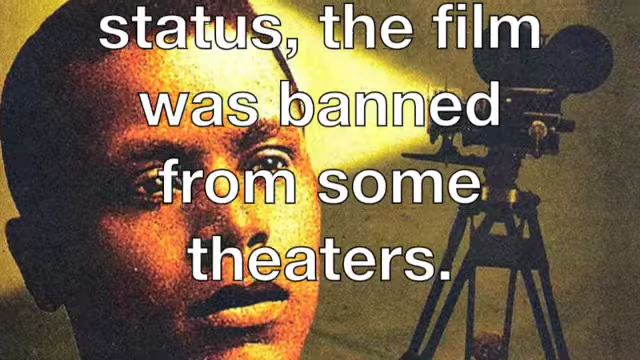 status, the film
was banned
from some
theaters.